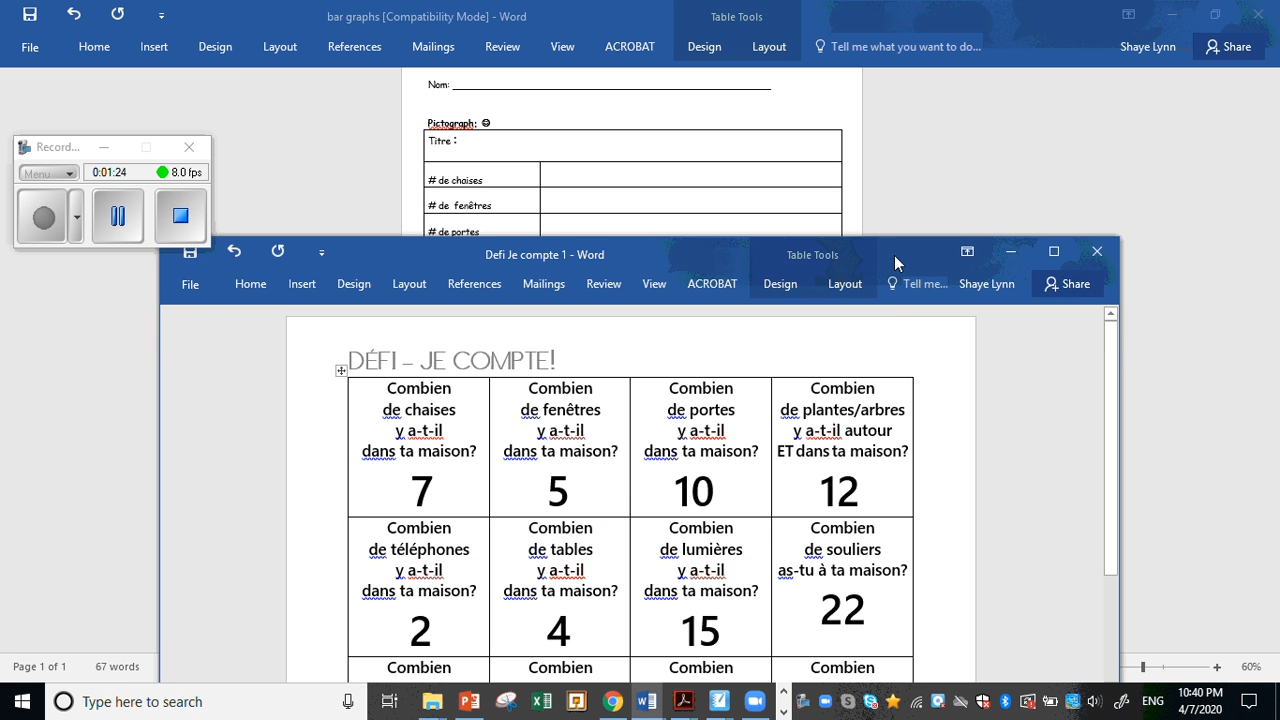 bar graphs [Compatibility Mode] - Word
Table Tools
File Home Insert Design Layout References Mailings Review View ACROBAT Design Layout Tell me what you want to do... Shaye Lynn Share
Nom:
Pictograph: ☺
Titre :
# de chaises
# de fenêtres
# de portes
Record...
Menu 0:01:24 8.0 fps
Defi Je compte 1 - Word
Table Tools
File Home Insert Design Layout References Mailings Review View ACROBAT Design Layout Tell me... Shaye Lynn Share
DÉFI – JE COMPTE!
Combien
de chaises
y a-t-il
dans ta maison?
7
Combien
de fenêtres
y a-t-il
dans ta maison?
5
Combien
de portes
y a-t-il
dans ta maison?
10
Combien
de plantes/arbres
y a-t-il autour
ET dans ta maison?
12
Combien
de téléphones
y a-t-il
dans ta maison?
2
Combien
de tables
y a-t-il
dans ta maison?
4
Combien
de lumières
y a-t-il
dans ta maison?
15
Combien
de souliers
as-tu à ta maison?
22
Combien
Combien
Combien
Combien
Page 1 of 1 67 words 60%
Type here to search
ENG
10:40 PM
4/7/2020